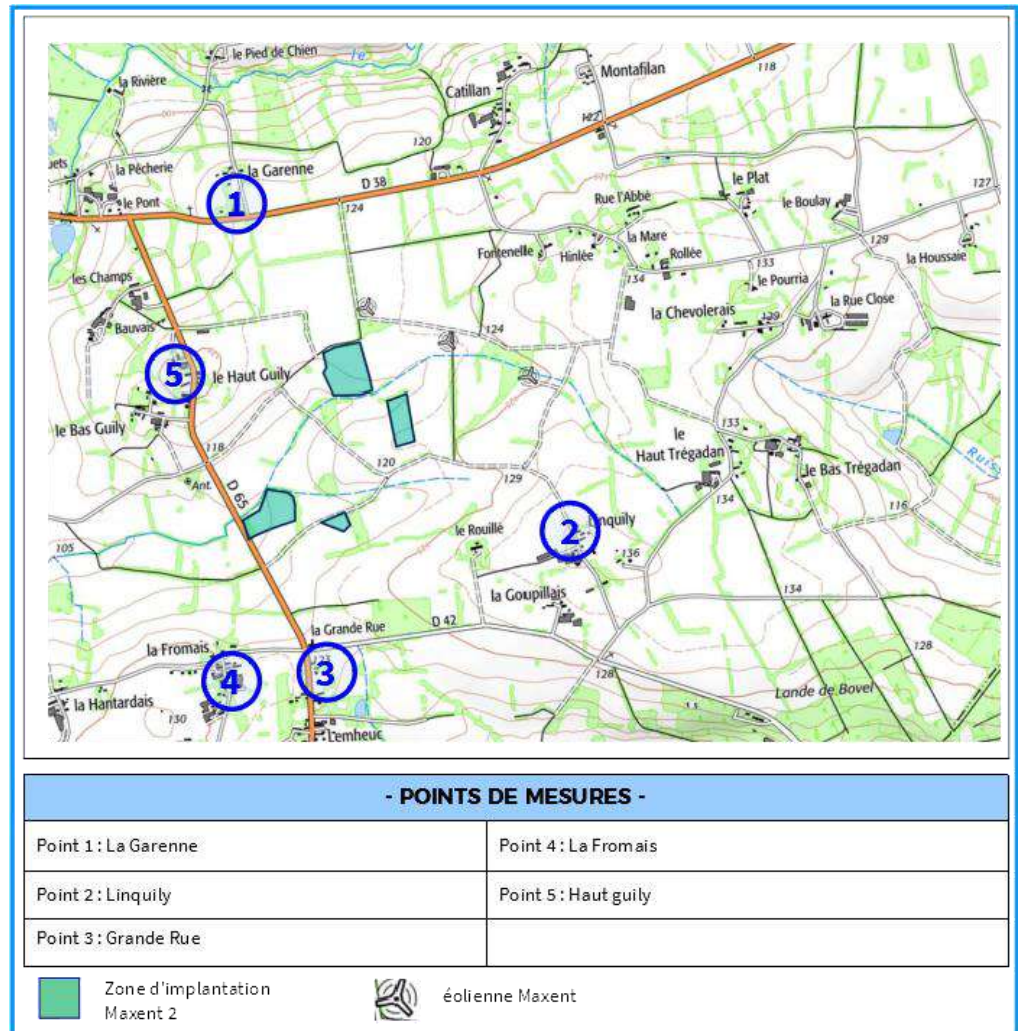 le Pied de Chien
la Rivière
Catillan
Montafilan
118
122
120
uets
la Pêcherie
la Garenne
le Pont
1
D 38
124
le Plat
127
Rue l'Abbé
le Boulay
la Mare
129
Fontenelle
Hinlée
Rollée
la Houssaie
133
134
le Pourria
les Champs
la Chevolerais
129
la Rue Close
Bauvais
124
5
le Haut Guily
le Bas Guily
118
133
le
Haut Trégadan
le Bas Trégadan
120
129
Ant.
134
D 65
116
2
Linquily
le Rouillé
136
105
la Goupillais
134
la Grande Rue
D 42
la Fromais
128
3
4
128
la Hantardais
130
Lande de Bovel
L'emheuc
- POINTS DE MESURES -
Point 1 : La Garenne
Point 4 : La Fromais
Point 2 : Linquily
Point 5 : Haut guily
Point 3 : Grande Rue
Zone d'implantation
Maxent 2
éolienne Maxent